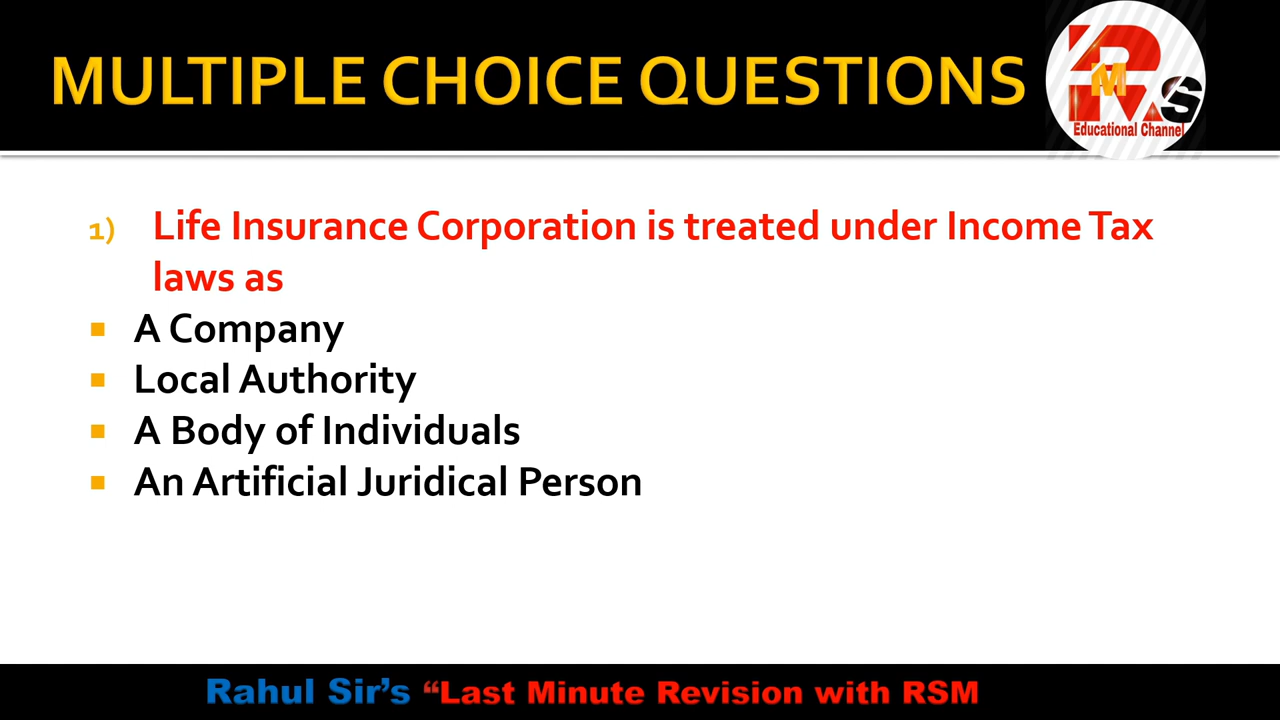 MULTIPLE CHOICE QUESTIONS
RMS
Educational Channel
1) Life Insurance Corporation is treated under Income Tax
laws as
▪ A Company
▪ Local Authority
▪ A Body of Individuals
▪ An Artificial Juridical Person
Rahul Sir's “Last Minute Revision with RSM